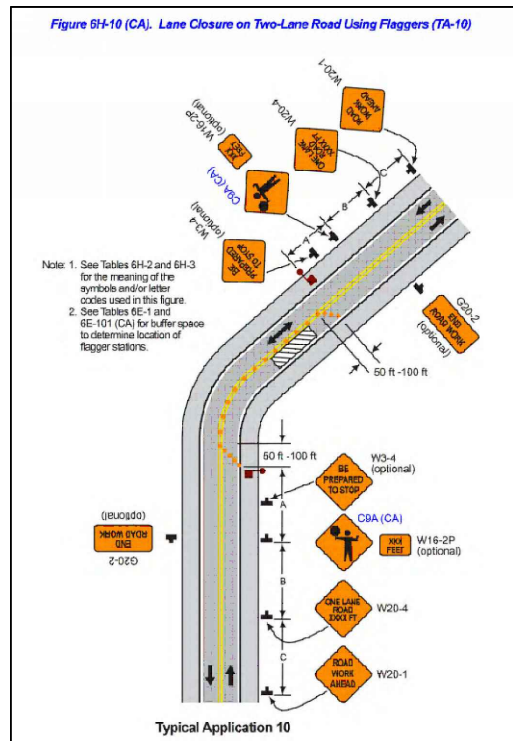 Figure 6H-10 (CA). Lane Closure on Two-Lane Road Using Flaggers (TA-10)
W20-1
ROAD
WORK
AHEAD
W20-4
ONE LANE
ROAD
XXXX FT
W16-2P
(optional)
XXX
FEET
C9A (CA)
W3-4
(optional)
BE
PREPARED
TO STOP
A
B
C
Note: 1. See Tables 6H-2 and 6H-3
for the meaning of the
symbols and/or letter
codes used in this figure.
2. See Tables 6E-1 and
6E-101 (CA) for buffer space
to determine location of
flagger stations.
G20-2
(optional)
END
ROAD WORK
50 ft -100 ft
50 ft -100 ft
BE
PREPARED
TO STOP
W3-4
(optional)
A
C9A (CA)
XXX
FEET
W16-2P
(optional)
END
ROAD WORK
G20-2
(optional)
B
ONE LANE
ROAD
XXXX FT
W20-4
C
ROAD
WORK
AHEAD
W20-1
Typical Application 10